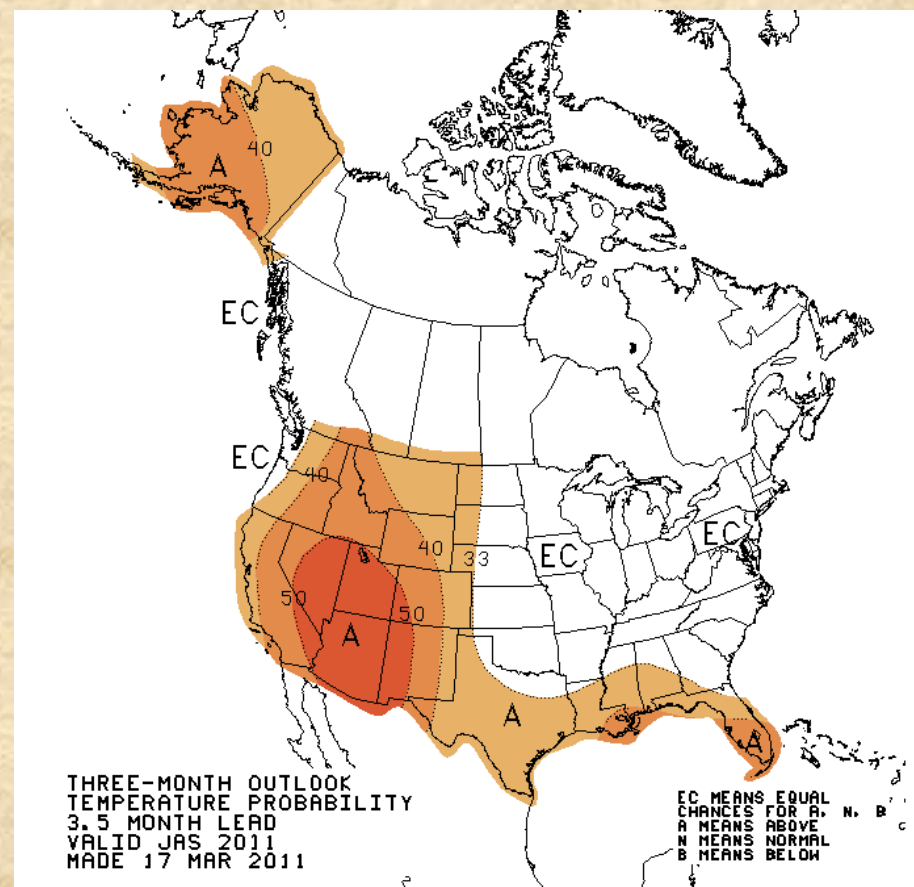 40
A
EC
EC
40
40
33
EC
EC
50
50
A
A
A
THREE-MONTH OUTLOOK
TEMPERATURE PROBABILITY
3.5 MONTH LEAD
VALID JAS 2011
MADE 17 MAR 2011
EC MEANS EQUAL
CHANCES FOR A, N, B
A MEANS ABOVE
N MEANS NORMAL
B MEANS BELOW